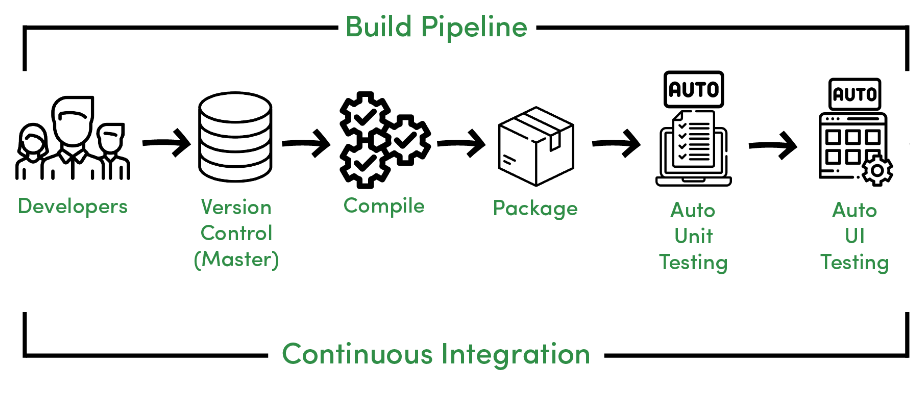 Build Pipeline
AUTO
AUTO
Developers
Version
Control
(Master)
Compile
Package
Auto
Unit
Testing
Auto
UI
Testing
Continuous Integration